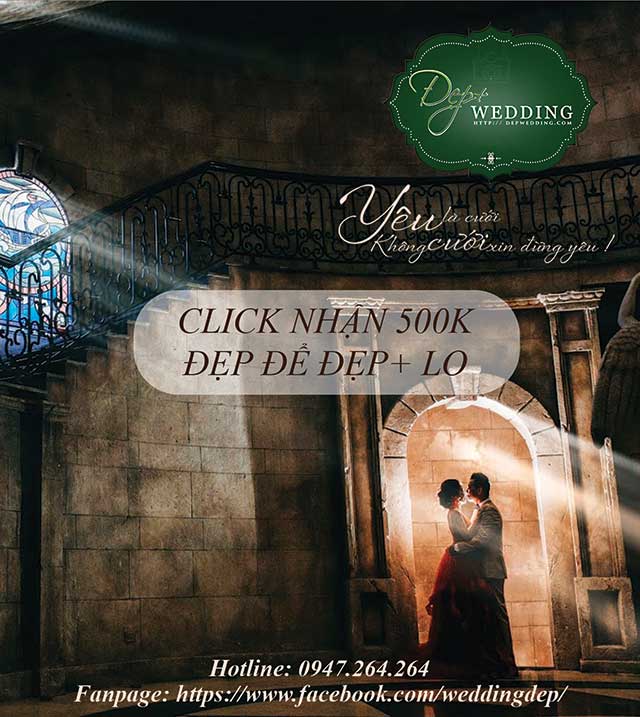 Đẹp+
WEDDING
HTTP:// DEPWEDDING.COM
Yêu là cưới
Không cưới xin đừng yêu !
CLICK NHẬN 500K
ĐẸP ĐỂ ĐẸP+ LO
Hotline: 0947.264.264
Fanpage: https://www.facebook.com/weddingdep/